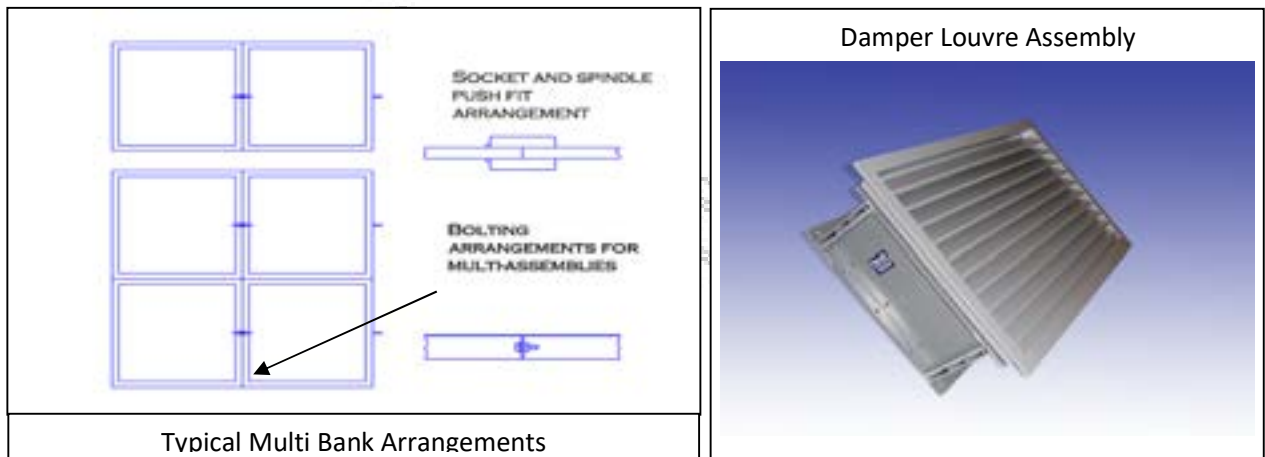 SOCKET AND SPINDLE
PUSH FIT
ARRANGEMENT
BOLTING
ARRANGEMENTS FOR
MULTI-ASSEMBLIES
Typical Multi Bank Arrangements
Damper Louvre Assembly